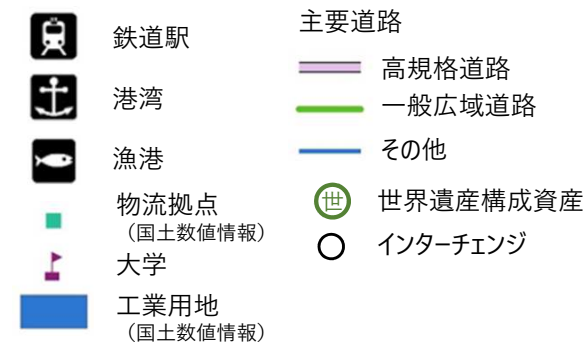 鉄道駅
港湾
漁港
物流拠点
（国土数値情報）
大学
工業用地
（国土数値情報）
主要道路
高規格道路
一般広域道路
その他
世 世界遺産構成資産
インターチェンジ